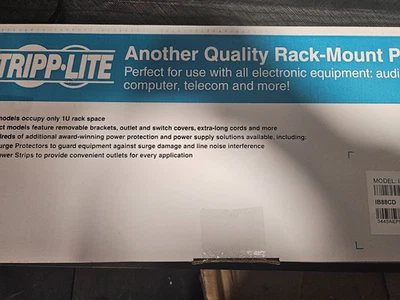 TRIPP·LITE
Another Quality Rack-Mount P
Perfect for use with all electronic equipment: audi
computer, telecom and more!
models occupy only 1U rack space
ct models feature removable brackets, outlet and switch covers, extra-long cords and more
dreds of additional award-winning power protection and power supply solutions available, including:
urge Protectors to guard equipment against surge damage and line noise interference
ower Strips to provide convenient outlets for every application
MODEL:
IBB8CD